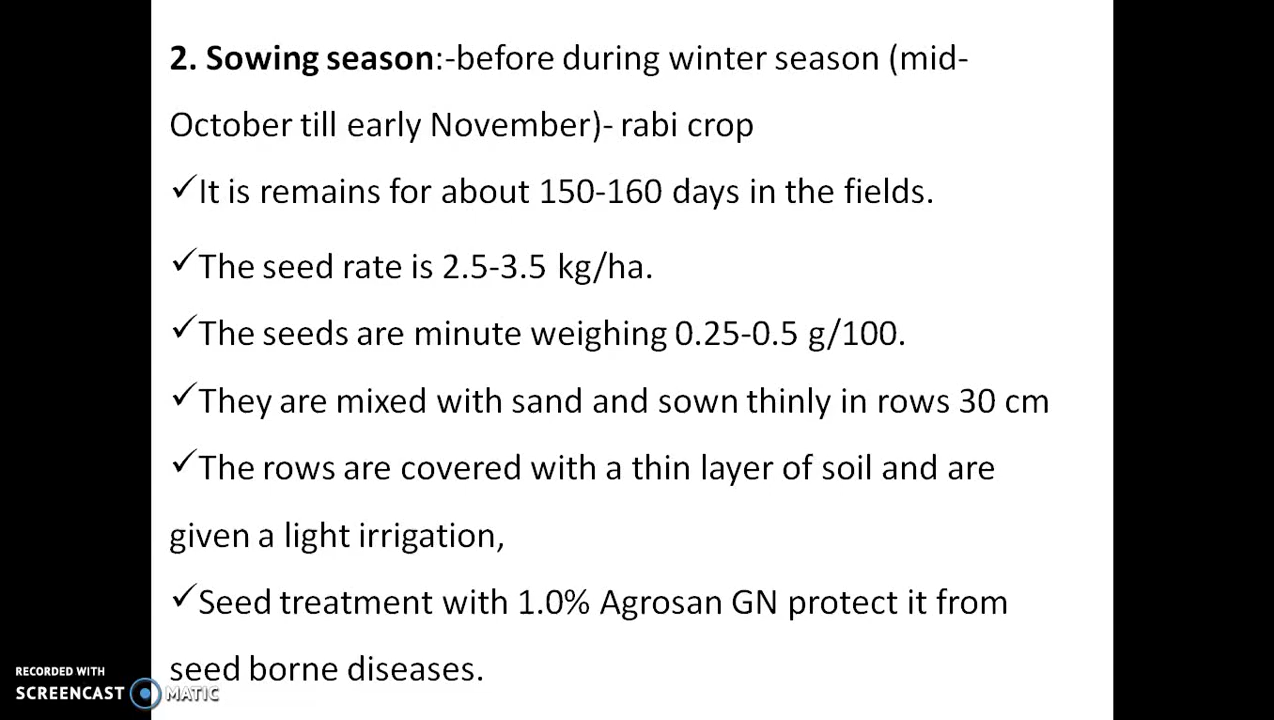 2. Sowing season:-before during winter season (mid-
October till early November)- rabi crop
✓It is remains for about 150-160 days in the fields.
✓The seed rate is 2.5-3.5 kg/ha.
✓The seeds are minute weighing 0.25-0.5 g/100.
✓They are mixed with sand and sown thinly in rows 30 cm
✓The rows are covered with a thin layer of soil and are
given a light irrigation,
✓Seed treatment with 1.0% Agrosan GN protect it from
seed borne diseases.
RECORDED WITH
SCREENCAST MATIC